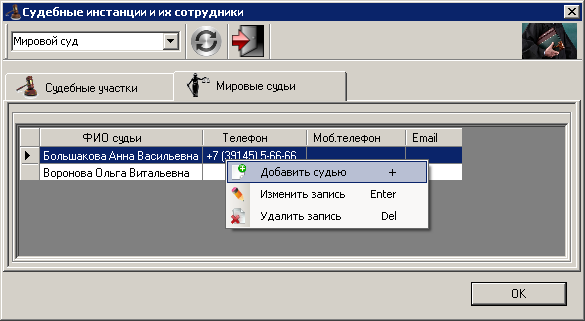 Судебные инстанции и их сотрудники
Мировой суд
Судебные участки
Мировые судьи
ФИО судьи Телефон Моб.телефон Email
Большакова Анна Васильевна +7 (39145) 5-66-66
Воронова Ольга Витальевна
Добавить судью +
Изменить запись Enter
Удалить запись Del
OK